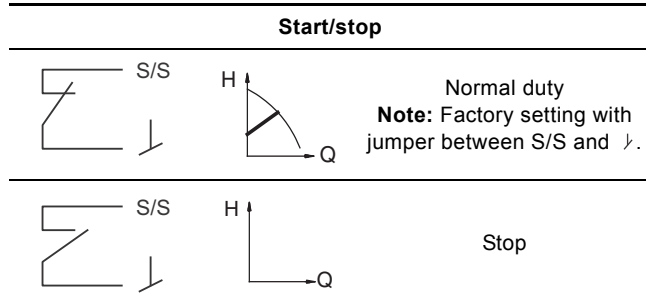 Start/stop
S/S
H
Q
Normal duty
Note: Factory setting with
jumper between S/S and ⏊.
S/S
H
Q
Stop